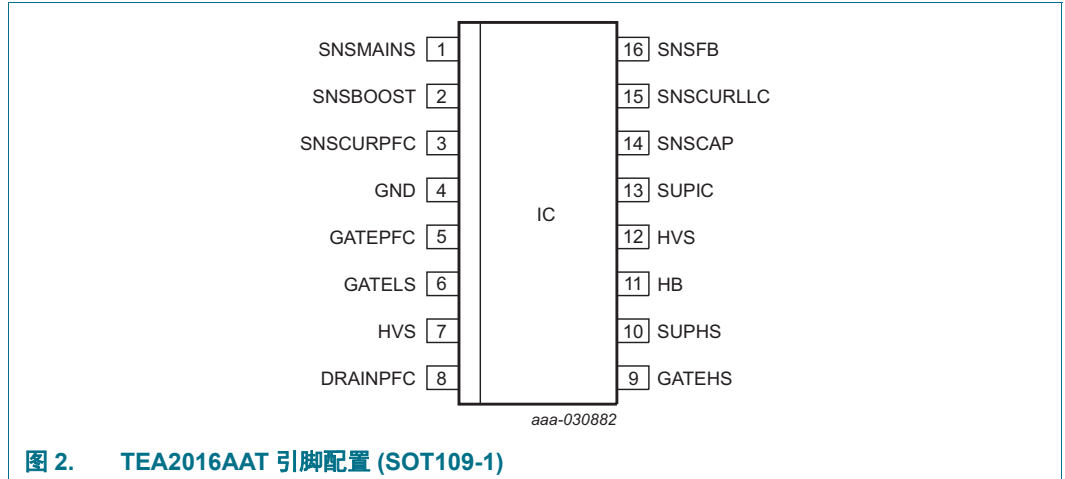 SNSMAINS 1
SNSBOOST 2
SNSCURPFC 3
GND 4
GATEPFC 5
GATELS 6
HVS 7
DRAINPFC 8
IC
16 SNSFB
15 SNSCURLLC
14 SNSCAP
13 SUPIC
12 HVS
11 HB
10 SUPHS
9 GATEHS
aaa-030882
图 2. TEA2016AAT 引脚配置 (SOT109-1)